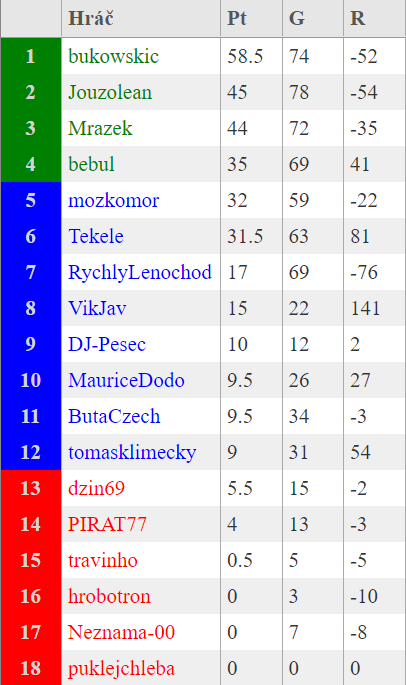 Hráč Pt G R
1 bukowskic 58.5 74 -52
2 Jouzolean 45 78 -54
3 Mrazek 44 72 -35
4 bebul 35 69 41
5 mozkomor 32 59 -22
6 Tekele 31.5 63 81
7 RychlyLenochod 17 69 -76
8 VikJav 15 22 141
9 DJ-Pesec 10 12 2
10 MauriceDodo 9.5 26 27
11 ButaCzech 9.5 34 -3
12 tomasklimecky 9 31 54
13 dzin69 5.5 15 -2
14 PIRAT77 4 13 -3
15 travinho 0.5 5 -5
16 hrobotron 0 3 -10
17 Neznama-00 0 7 -8
18 puklejchleba 0 0 0